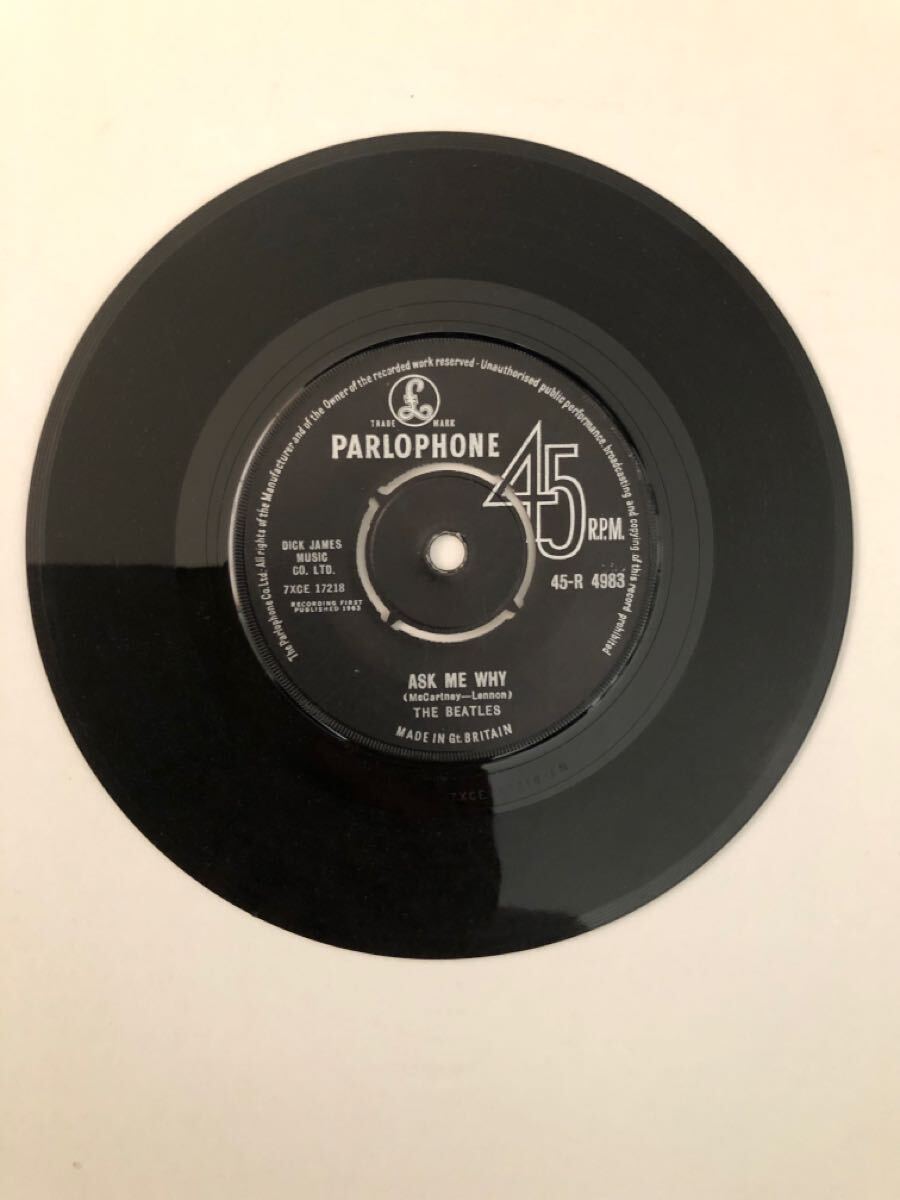 The Parlophone Co. Ltd · All rights of the Manufacturer and of the Owner of the recorded work reserved · Unauthorised public performance, broadcasting and copying of this record prohibited
£
TRADE MARK
PARLOPHONE
45
R.P.M.
DICK JAMES
MUSIC
CO. LTD.
7XCE 17218
RECORDING FIRST
PUBLISHED 1963
45-R 4983
ASK ME WHY
(McCartney—Lennon)
THE BEATLES
MADE IN Gt. BRITAIN
7XCE